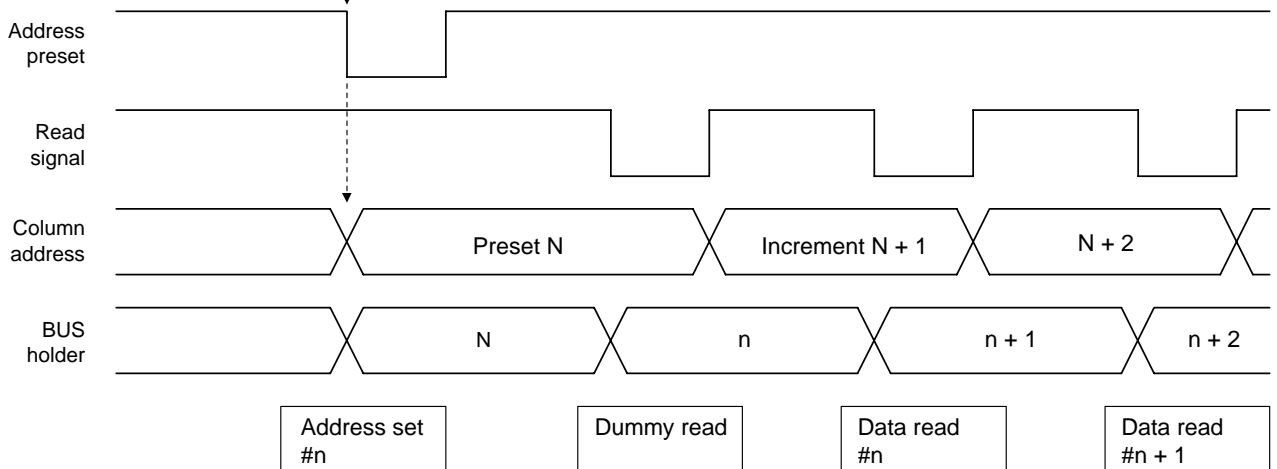 Address
preset
Read
signal
Column
address
Preset N
Increment N + 1
N + 2
BUS
holder
N
n
n + 1
n + 2
Address set
#n
Dummy read
Data read
#n
Data read
#n + 1